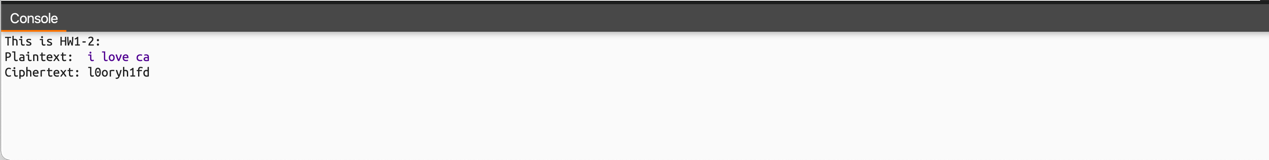 Console
This is HW1-2:
Plaintext:  i love ca
Ciphertext: l0oryh1fd